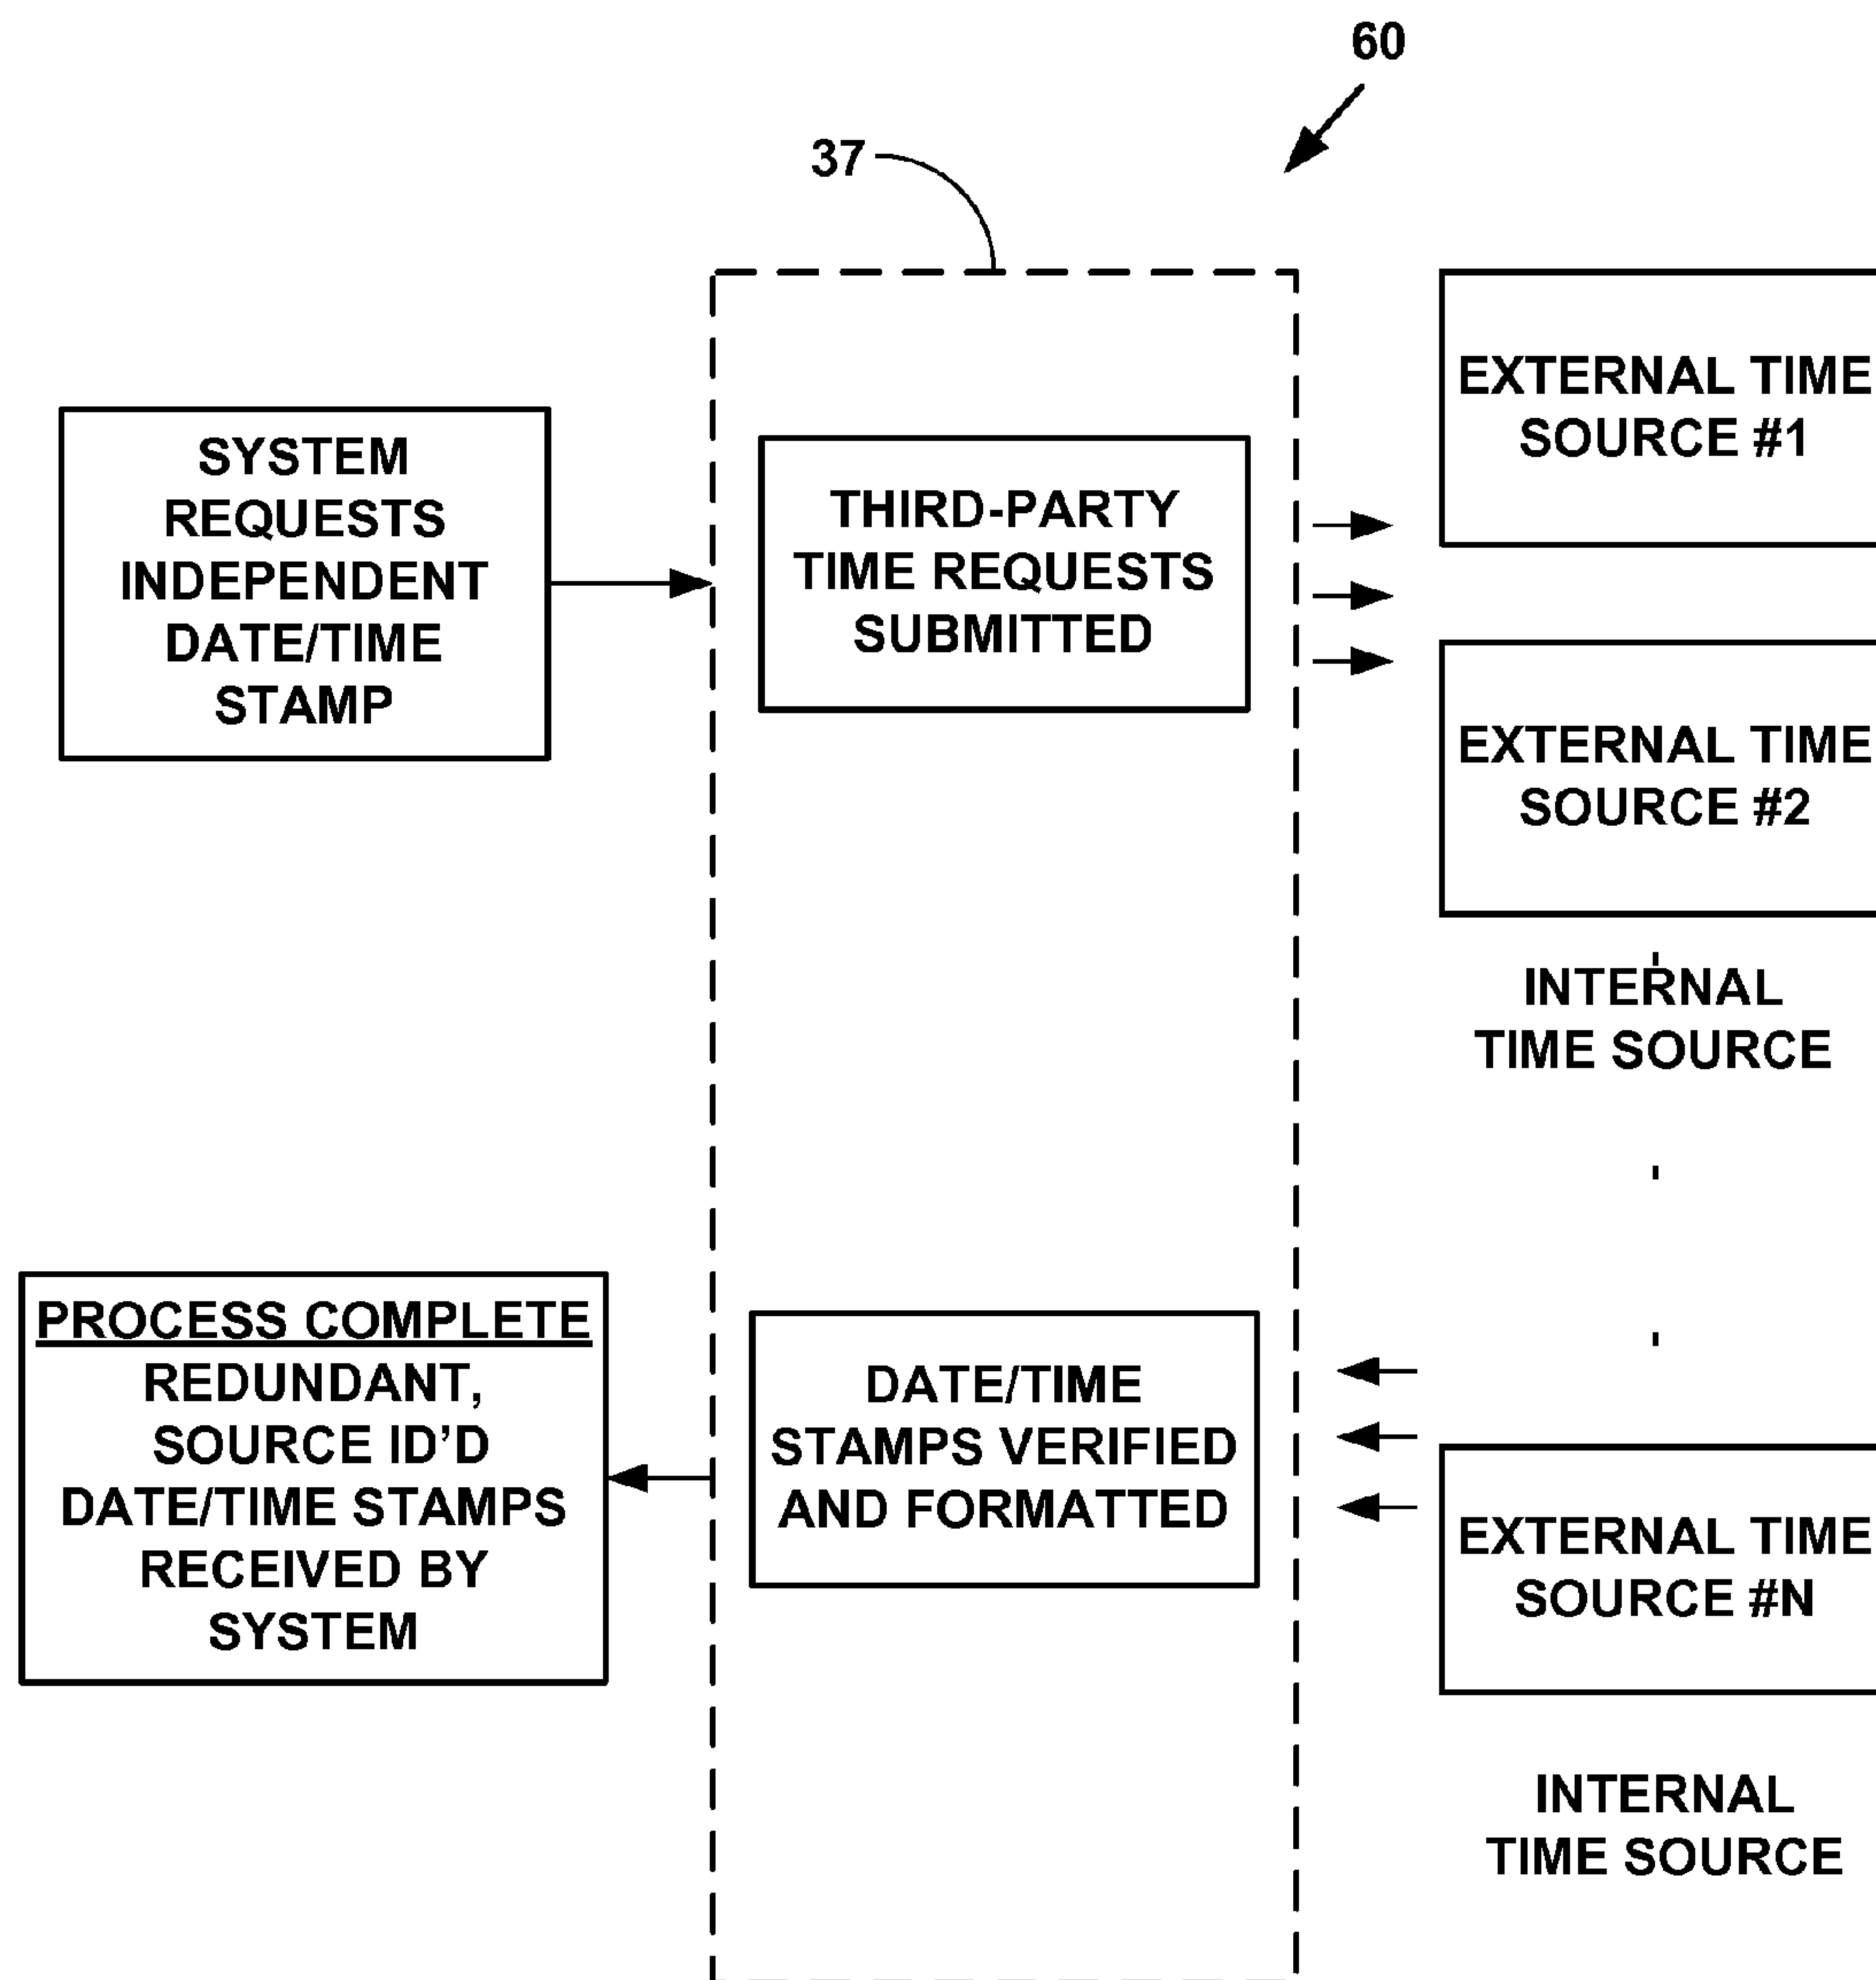 60
37
SYSTEM
REQUESTS
INDEPENDENT
DATE/TIME
STAMP
THIRD-PARTY
TIME REQUESTS
SUBMITTED
EXTERNAL TIME
SOURCE #1
EXTERNAL TIME
SOURCE #2
INTERNAL
TIME SOURCE
PROCESS COMPLETE
REDUNDANT,
SOURCE ID’D
DATE/TIME STAMPS
RECEIVED BY
SYSTEM
DATE/TIME
STAMPS VERIFIED
AND FORMATTED
EXTERNAL TIME
SOURCE #N
INTERNAL
TIME SOURCE